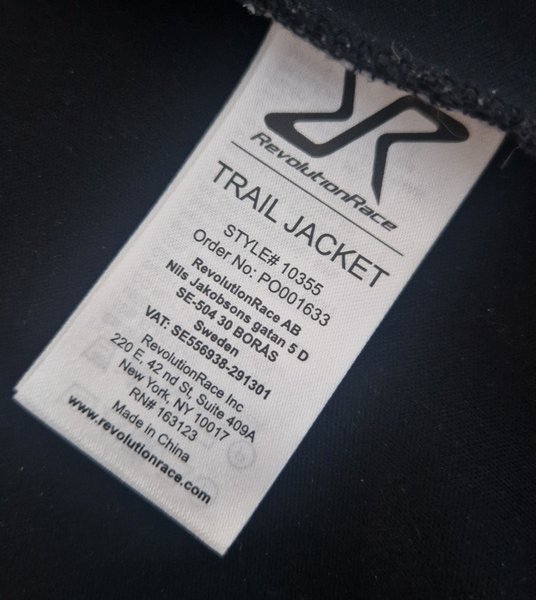 RevolutionRace
TRAIL JACKET
STYLE# 10355
Order No: PO001633
RevolutionRace AB
Nils Jakobsons gatan 5 D
SE-504 30 BORÅS
Sweden
VAT: SE556938-291301
RevolutionRace Inc
220 E, 42 nd St, Suite 409A
New York, NY 10017
RN# 163123
Made in China
www.revolutionrace.com